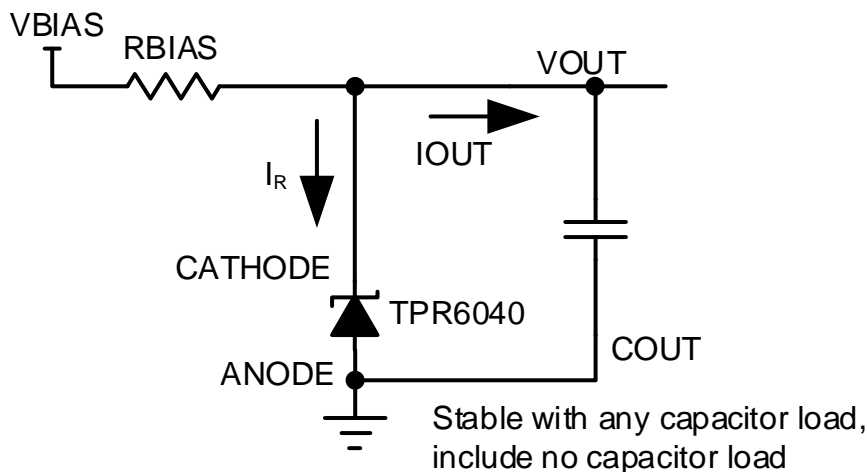 VBIAS
RBIAS
VOUT
IOUT
IR
CATHODE
TPR6040
ANODE
COUT
Stable with any capacitor load,
include no capacitor load